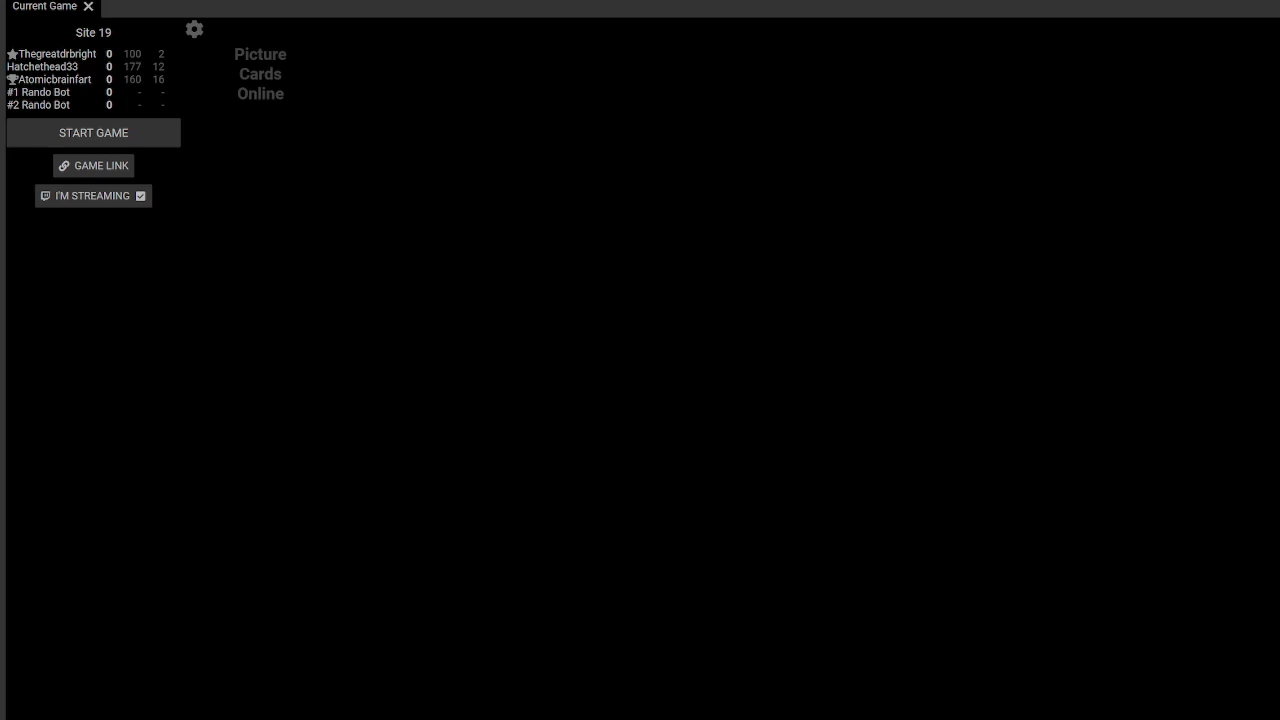 Current Game
Site 19
Thegreatdrbright 0 100 2
Hatchethead33 0 177 12
Atomicbrainfart 0 160 16
#1 Rando Bot 0 - -
#2 Rando Bot 0 - -
START GAME
GAME LINK
I'M STREAMING
Picture
Cards
Online